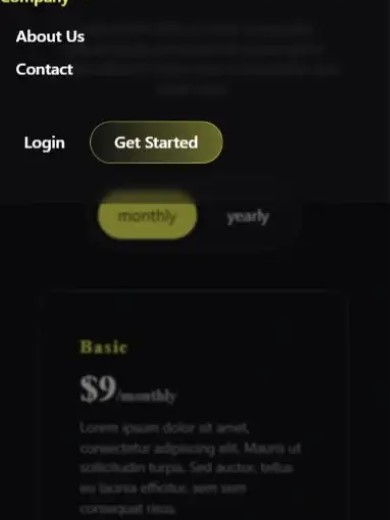 Company
About Us
Contact
Login
Get Started
monthly
yearly
Basic
$9/monthly
Lorem ipsum dolor sit amet,
consectetur adipiscing elit. Mauris ut
sollicitudin turpis. Sed auctor, tellus
eu lacinia efficitur, sem sem
consequat risus,